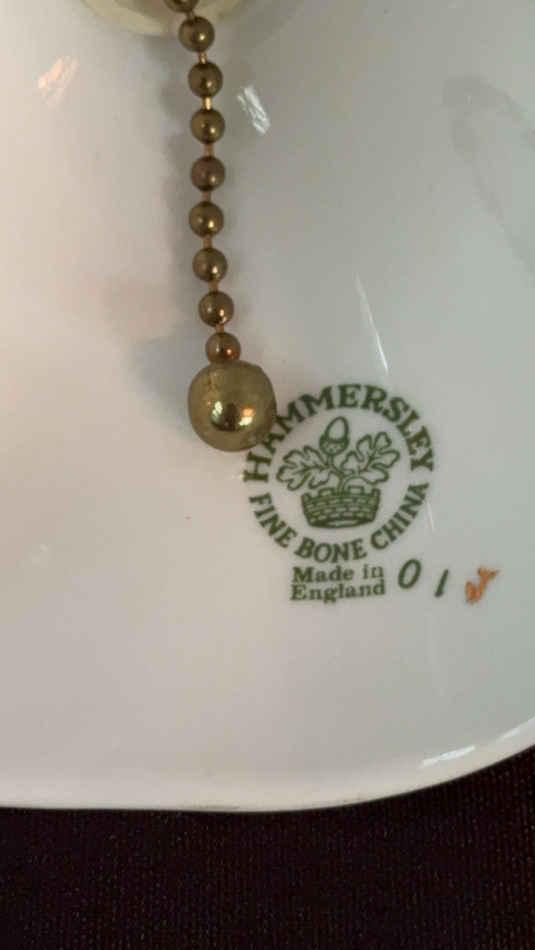 HAMMERSLEY
FINE BONE CHINA
Made in
England
01